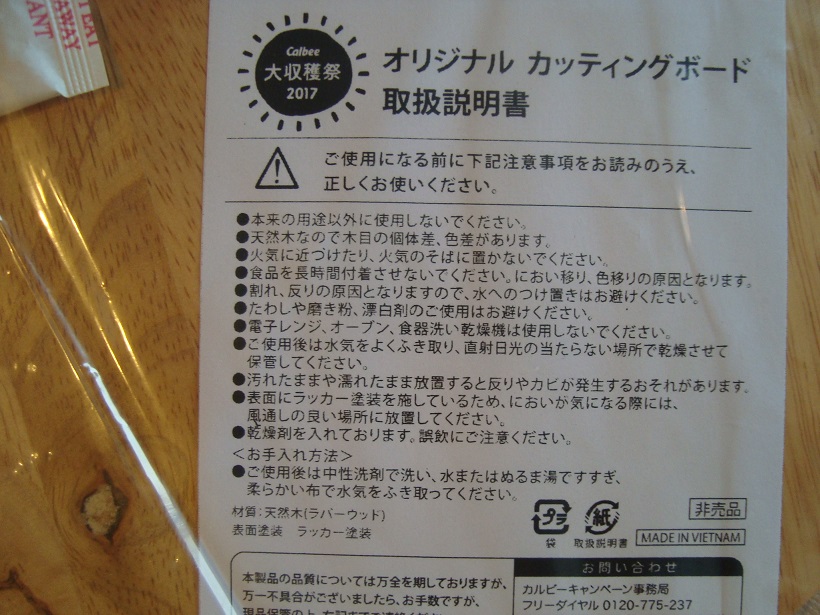 T EAT
AWAY
ANT
Calbee
大収穫祭
2017
オリジナル カッティングボード
取扱説明書
ご使用になる前に下記注意事項をお読みのうえ、
正しくお使いください。
●本来の用途以外に使用しないでください。
●天然木なので木目の個体差、色差があります。
●火気に近づけたり、火気のそばに置かないでください。
●食品を長時間付着させないでください。におい移り、色移りの原因となります。
●割れ、反りの原因となりますので、水へのつけ置きはお避けください。
●たわしや磨き粉、漂白剤のご使用はお避けください。
●電子レンジ、オーブン、食器洗い乾燥機は使用しないでください。
●ご使用後は水気をよくふき取り、直射日光の当たらない場所で乾燥させて
保管してください。
●汚れたままや濡れたまま放置すると反りやカビが発生するおそれがあります。
●表面にラッカー塗装を施しているため、においが気になる際には、
風通しの良い場所に放置してください。
●乾燥剤を入れております。誤飲にご注意ください。
<お手入れ方法>
●ご使用後は中性洗剤で洗い、水またはぬるま湯ですすぎ、
柔らかい布で水気をふき取ってください。
材質:天然木(ラバーウッド)
表面塗装 ラッカー塗装
プラ
袋
紙
取扱説明書
非売品
MADE IN VIETNAM
本製品の品質については万全を期しておりますが、
万一不具合がございましたら、お手数ですが、
お問い合わせ
カルビーキャンペーン事務局
フリーダイヤル 0120-775-237